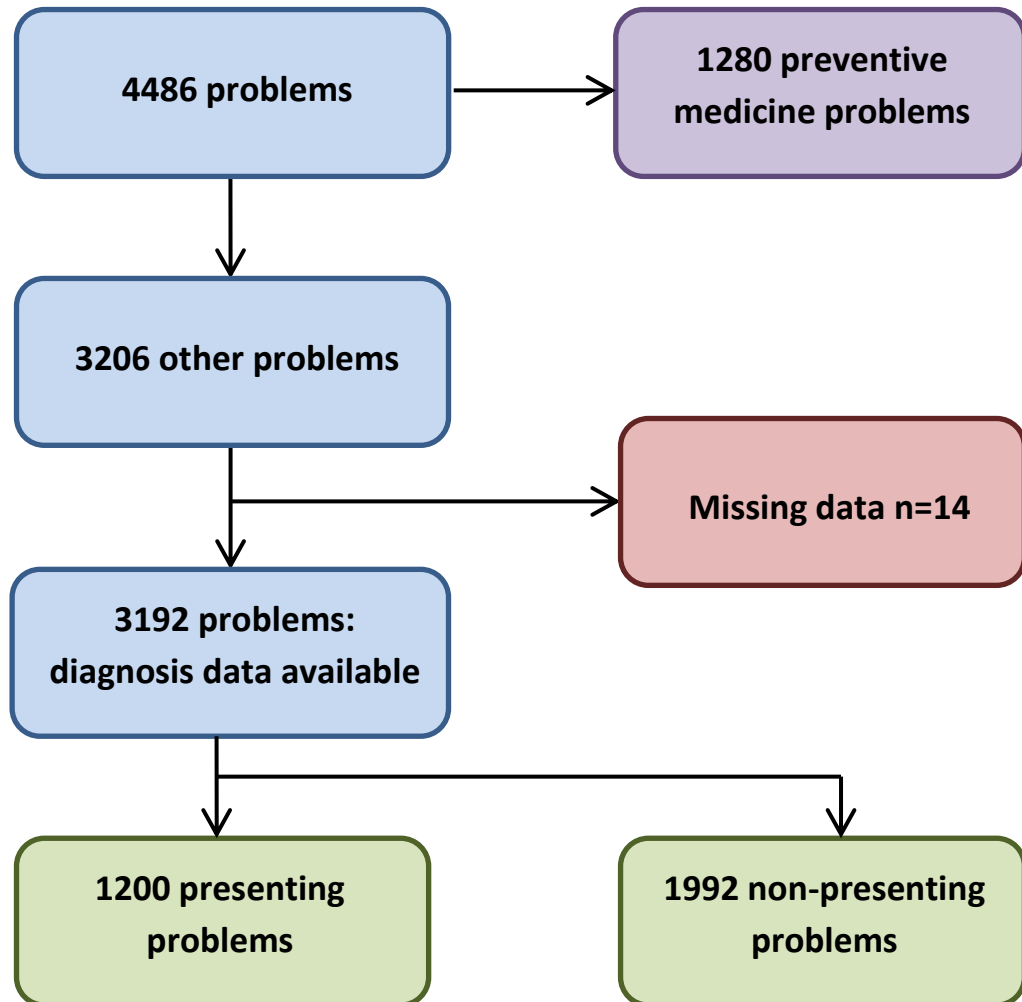 4486 problems
1280 preventive
medicine problems
3206 other problems
Missing data n=14
3192 problems:
diagnosis data available
1200 presenting
problems
1992 non-presenting
problems